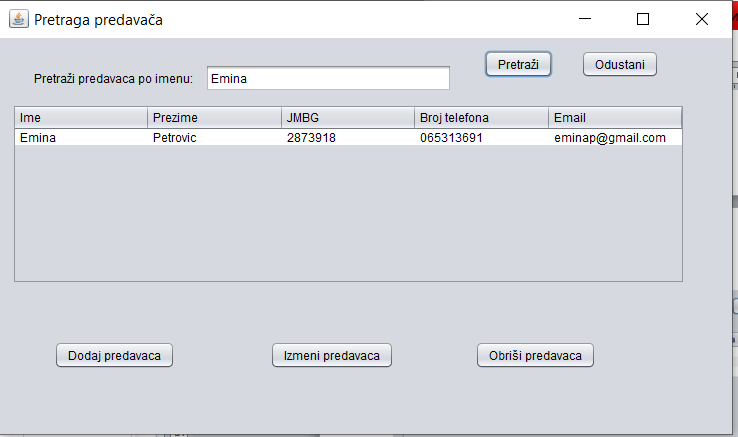 Pretraga predavača
Pretraži predavaca po imenu: Emina Pretraži Odustani
Ime Prezime JMBG Broj telefona Email
Emina Petrovic 2873918 065313691 eminap@gmail.com
Dodaj predavaca Izmeni predavaca Obriši predavaca